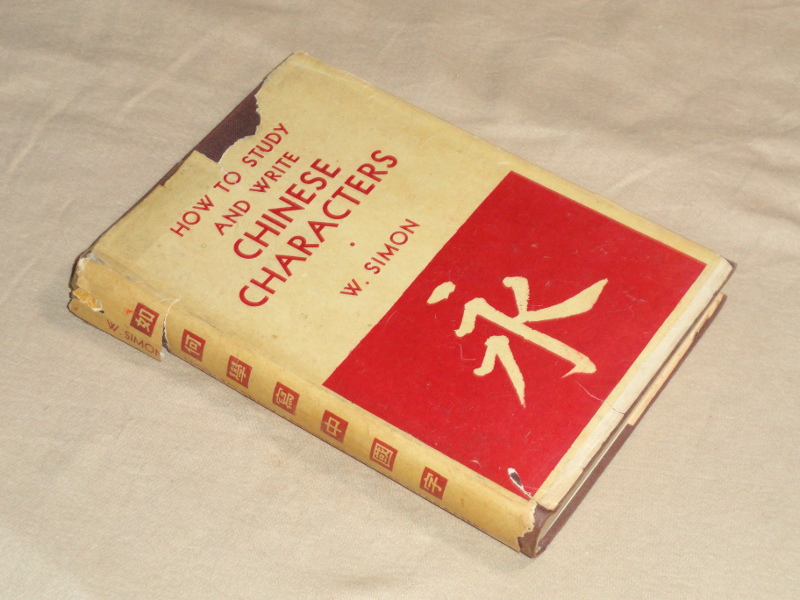 HOW TO STUDY
AND WRITE
CHINESE
CHARACTERS
W. SIMON
永
W. SIMON
如何學寫中國字